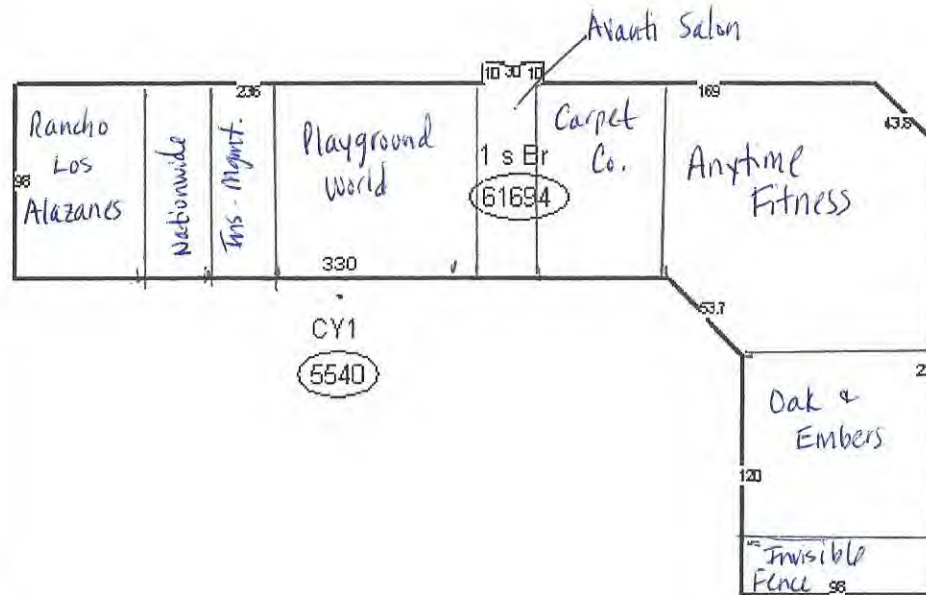 Avanti Salon
10 30 10
236
169
43.8
Rancho
Los
Alazanes
98
Nationwide
Ins. Mgmt.
Playground
World
1 s Br
61694
Carpet
Co.
Anytime
Fitness
330
53.7
CY1
5540
2
Oak &
Embers
120
Invisible
Fence
98